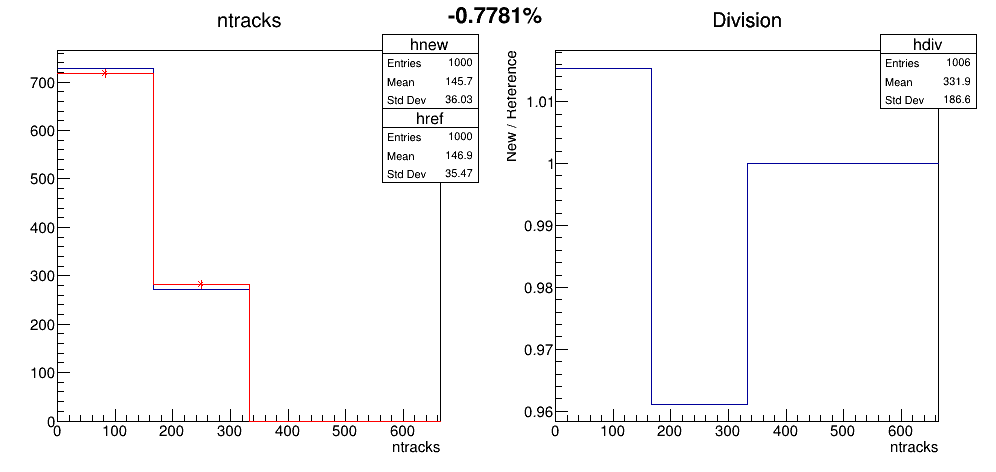 -0.7781%
ntracks
hnew
Entries 1000
Mean 145.7
Std Dev 36.03
href
Entries 1000
Mean 146.9
Std Dev 35.47
700
600
500
400
300
200
100
0
0 100 200 300 400 500 600
ntracks
Division
hdiv
Entries 1006
Mean 331.9
Std Dev 186.6
New / Reference
1.01
1
0.99
0.98
0.97
0.96
0 100 200 300 400 500 600
ntracks